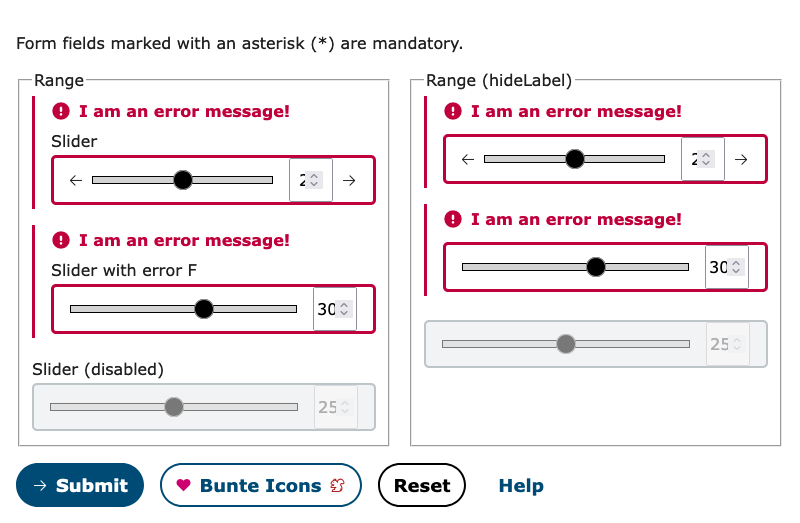 Form fields marked with an asterisk (*) are mandatory.
Range
I am an error message!
Slider
I am an error message!
Slider with error F
30
Slider (disabled)
25
Range (hideLabel)
I am an error message!
I am an error message!
30
25
Submit
Bunte Icons
Reset
Help